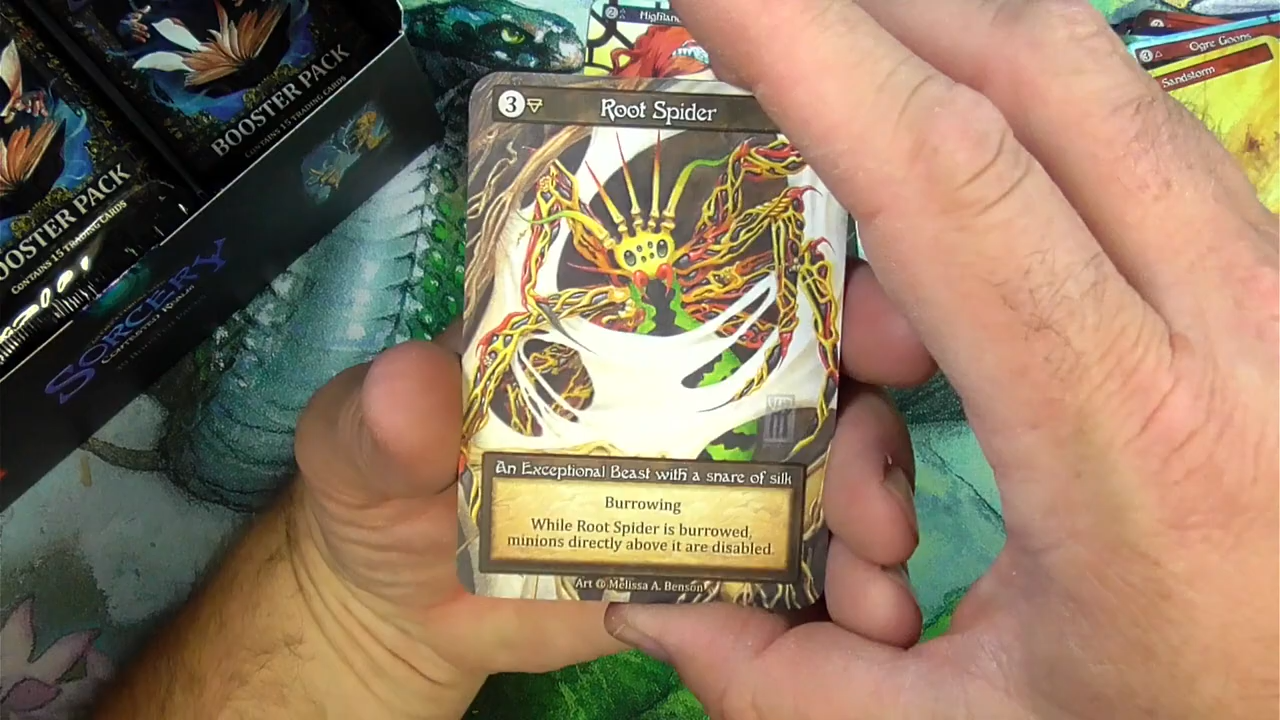 BOOSTER PACK
CONTAINS 15 TRADING CARDS
BOOSTER PACK
CONTAINS 15 TRADING CARDS
SORCERY
CONTESTED REALM
Highlan
3
Ogre Goons
Sandstorm
3
Root Spider
An Exceptional Beast with a snare of silk
Burrowing
While Root Spider is burrowed,
minions directly above it are disabled.
Art @ Melissa A. Benson